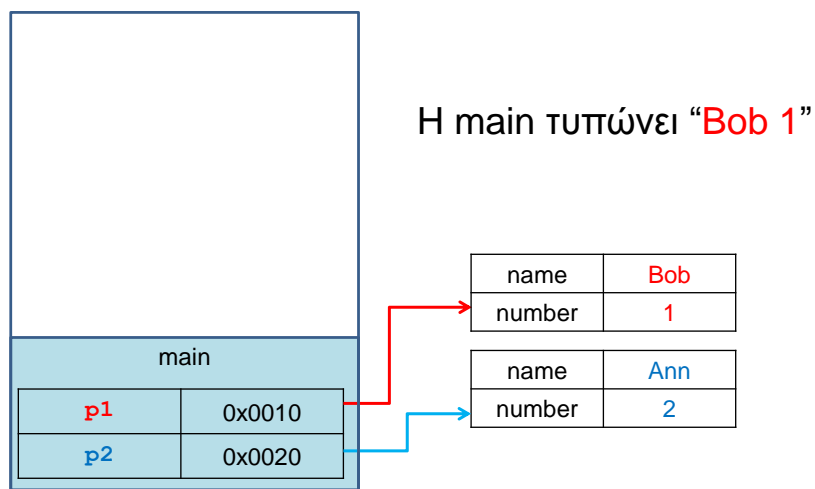 Η main τυπώνει “Bob 1”
name Bob
number 1
main
name Ann
number 2
p1 0x0010
p2 0x0020